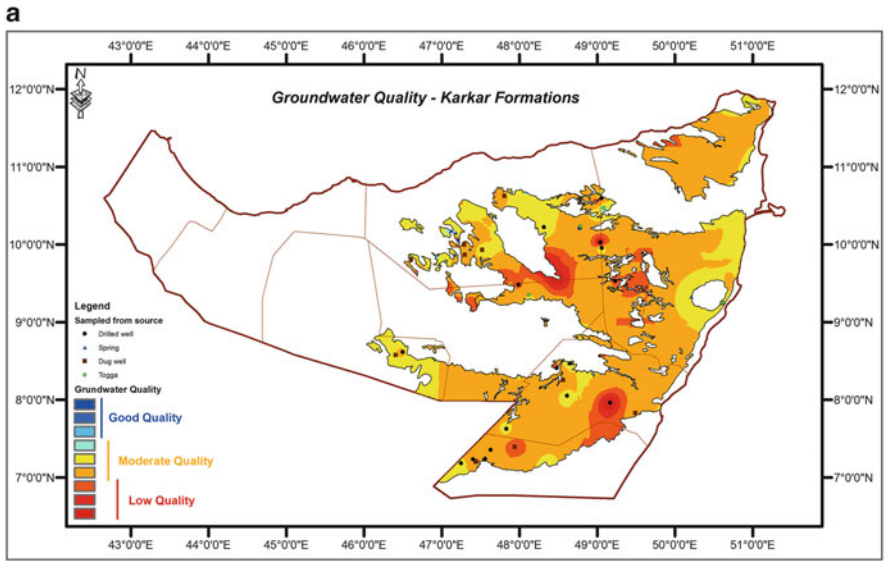 a
43°0'0"E 44°0'0"E 45°0'0"E 46°0'0"E 47°0'0"E 48°0'0"E 49°0'0"E 50°0'0"E 51°0'0"E
N
Groundwater Quality - Karkar Formations
12°0'0"N 12°0'0"N
11°0'0"N 11°0'0"N
10°0'0"N 10°0'0"N
9°0'0"N 9°0'0"N
Legend
Sampled from source
Drilled well
Spring
Dug well
Togga
Grundwater Quality
8°0'0"N 8°0'0"N
Good Quality
Moderate Quality
7°0'0"N 7°0'0"N
Low Quality
43°0'0"E 44°0'0"E 45°0'0"E 46°0'0"E 47°0'0"E 48°0'0"E 49°0'0"E 50°0'0"E 51°0'0"E